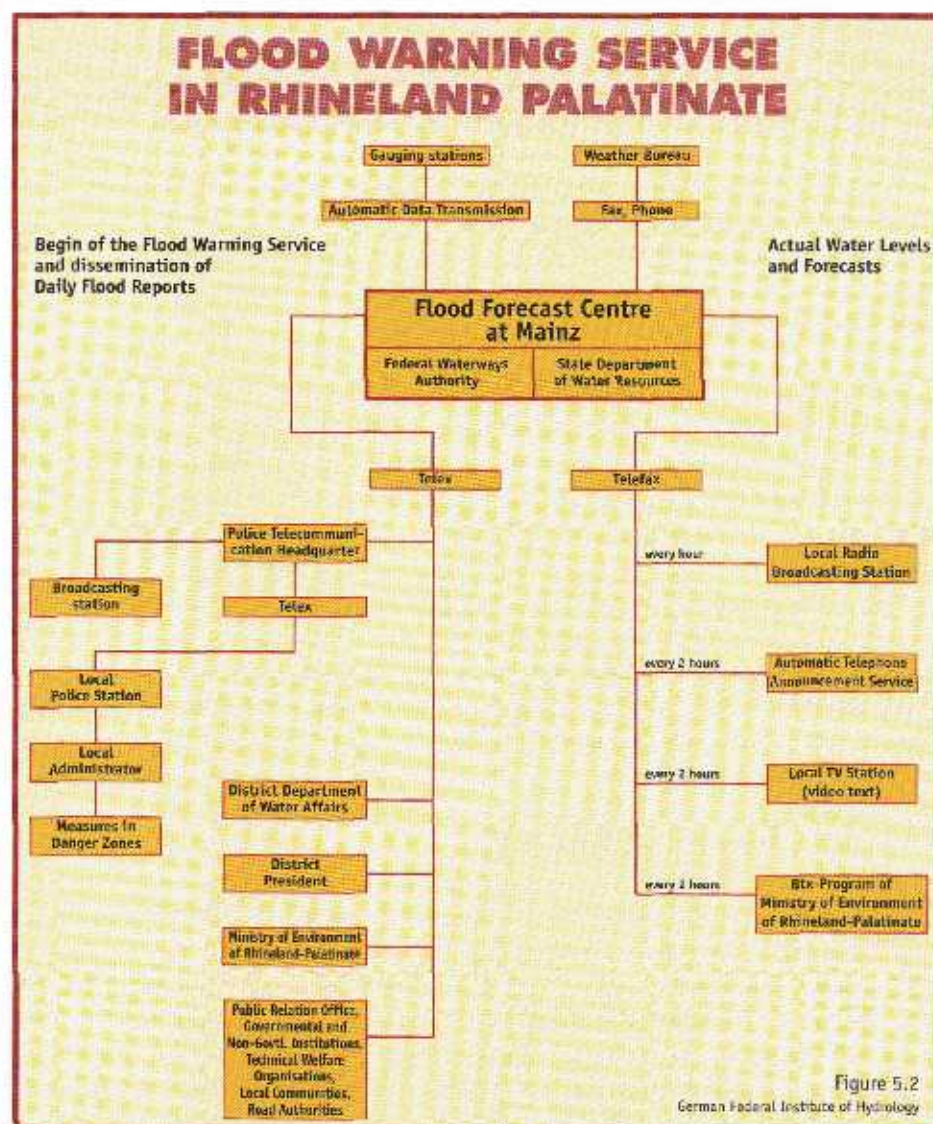 FLOOD WARNING SERVICE
IN RHINELAND PALATINATE
Gauging stations
Weather Bureau
Automatic Data Transmission
Fax, Phone
Begin of the Flood Warning Service
and dissemination of
Daily Flood Reports
Actual Water Levels
and Forecasts
Flood Forecast Centre
at Mainz
Federal Waterways
Authority
State Department
of Water Resources
Telex
Telefax
Police Telecommuni-
cation Headquarter
Broadcasting
station
Telex
Local
Police Station
Local
Administrator
Measures in
Danger Zones
District Department
of Water Affairs
District
President
Ministry of Environment
of Rhineland-Palatinate
Public Relation Office,
Governmental and
Non-Govtl. Institutions,
Technical Welfare
Organisations,
Local Communities,
Road Authorities
every hour
Local Radio
Broadcasting Station
every 2 hours
Automatic Telephone
Announcement Service
every 2 hours
Local TV Station
(video text)
every 2 hours
Btx-Program of
Ministry of Environment
of Rhineland-Palatinate
Figure 5.2
German Federal Institute of Hydrology